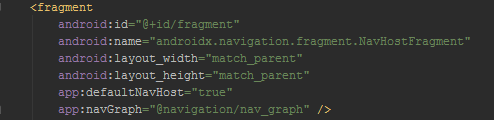 <fragment
android:id="@+id/fragment"
android:name="androidx.navigation.fragment.NavHostFragment"
android:layout_width="match_parent"
android:layout_height="match_parent"
app:defaultNavHost="true"
app:navGraph="@navigation/nav_graph" />